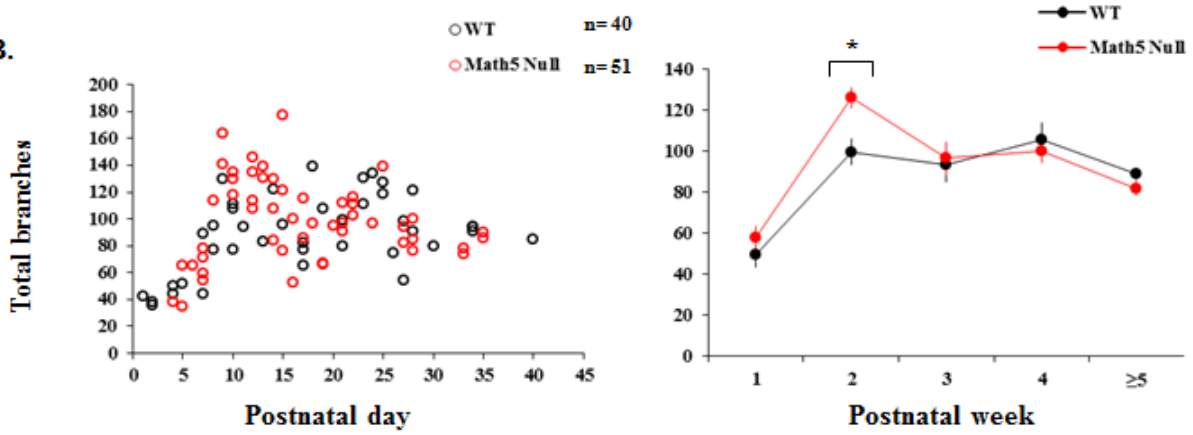 3.
WT n= 40
Math5 Null n= 51
Total branches
200
180
160
140
120
100
80
60
40
20
0
0 5 10 15 20 25 30 35 40 45
Postnatal day
WT
Math5 Null
*
140
120
100
80
60
40
20
0
1 2 3 4 ≥5
Postnatal week